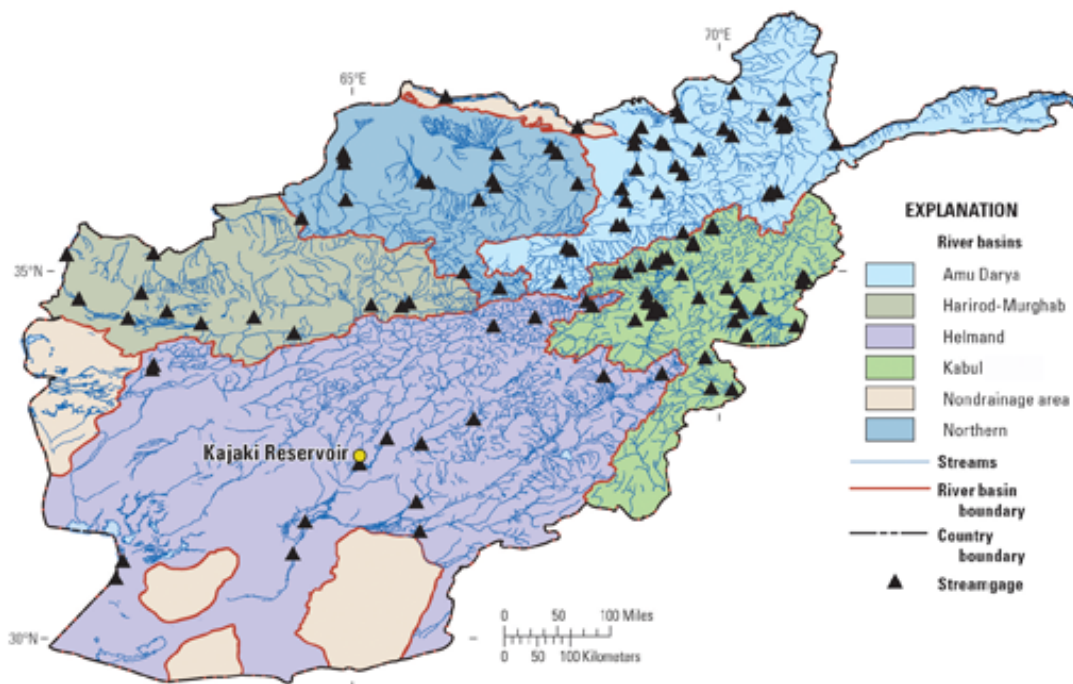 70°E
65°E
35°N
30°N
Kajaki Reservoir
EXPLANATION
River basins
Amu Darya
Harirod-Murghab
Helmand
Kabul
Nondrainage area
Northern
Streams
River basin
boundary
Country
boundary
Streamgage
0 50 100 Miles
0 50 100 Kilometers